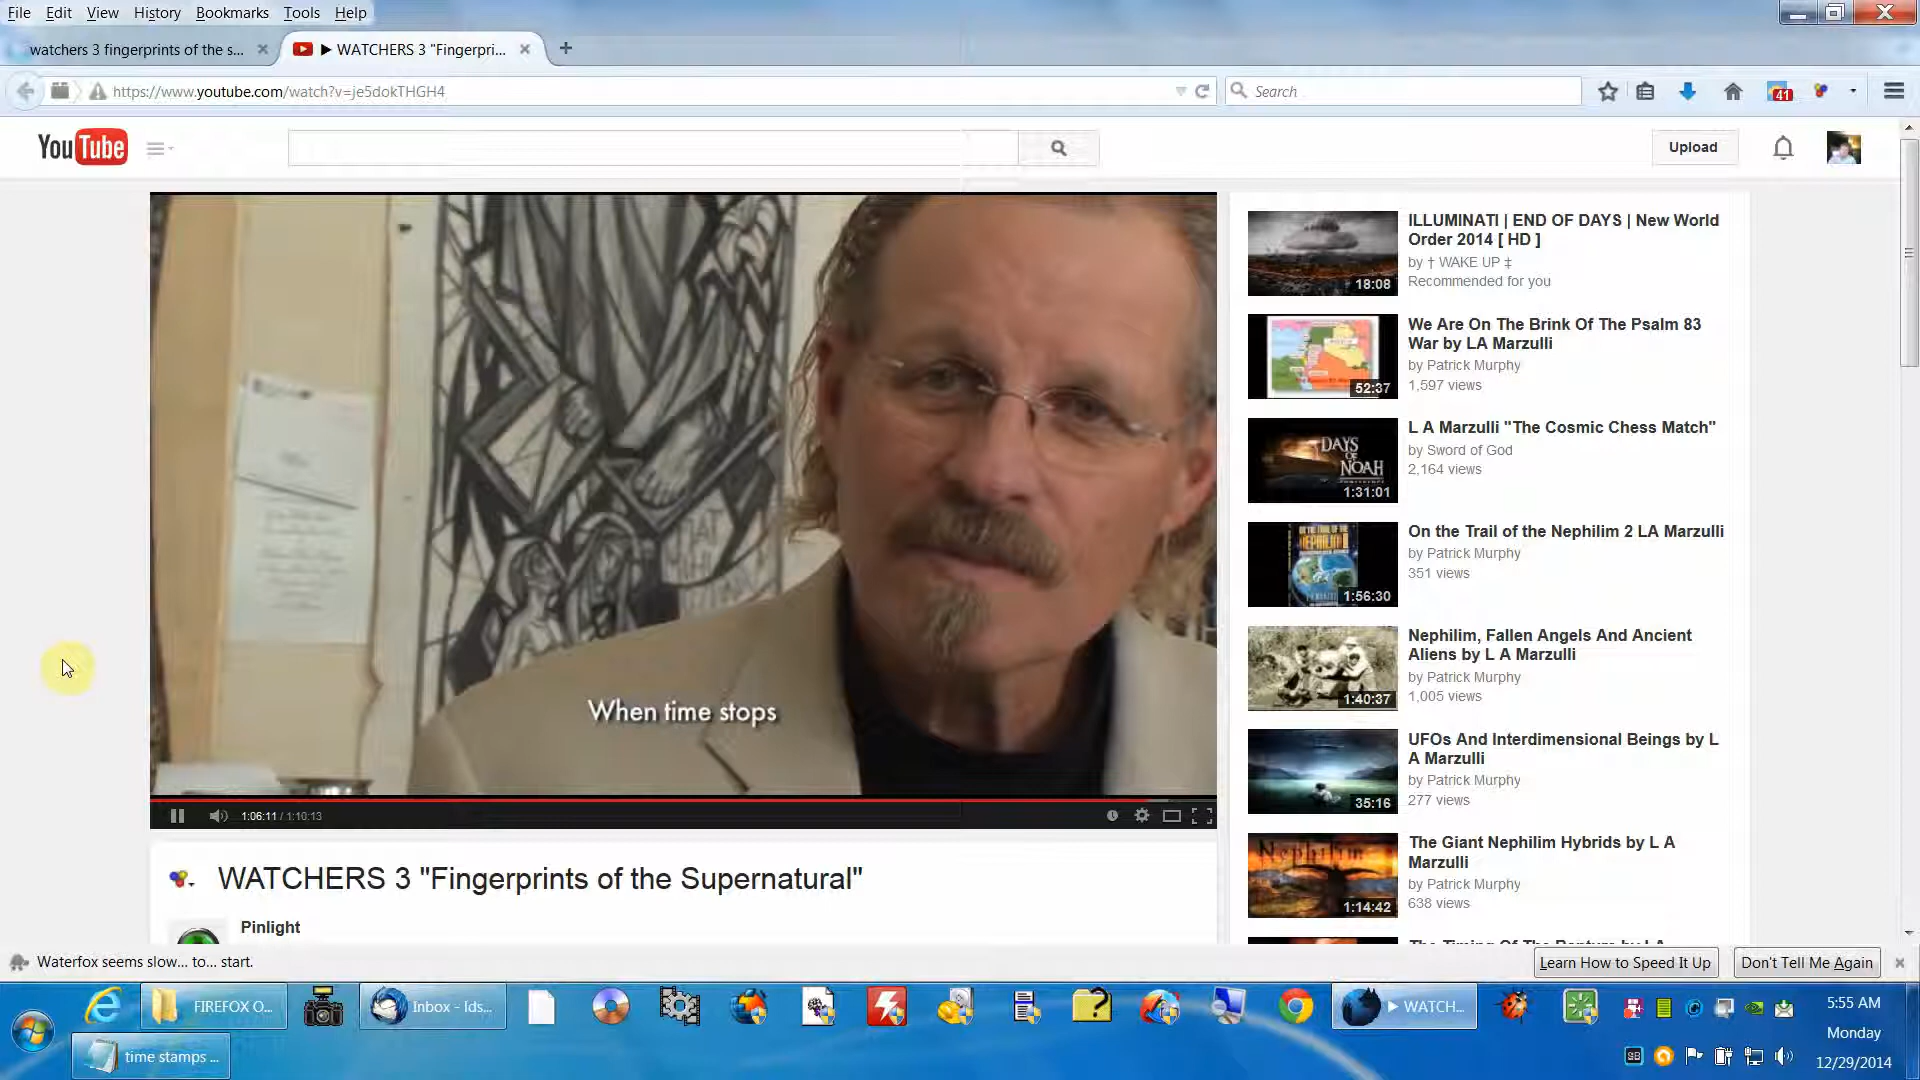 File Edit View History Bookmarks Tools Help
watchers 3 fingerprints of the s...
▶ WATCHERS 3 "Fingerpri...
https://www.youtube.com/watch?v=je5dokTHGH4
Search
41
YouTube
Upload
ILLUMINATI | END OF DAYS | New World
Order 2014 [ HD ]
by † WAKE UP ‡
Recommended for you
18:08
We Are On The Brink Of The Psalm 83
War by LA Marzulli
by Patrick Murphy
1,597 views
52:37
L A Marzulli "The Cosmic Chess Match"
by Sword of God
2,164 views
DAYS
OF
NOAH
1:31:01
On the Trail of the Nephilim 2 LA Marzulli
by Patrick Murphy
351 views
1:56:30
Nephilim, Fallen Angels And Ancient
Aliens by L A Marzulli
by Patrick Murphy
1,005 views
1:40:37
UFOs And Interdimensional Beings by L
A Marzulli
by Patrick Murphy
277 views
35:16
The Giant Nephilim Hybrids by L A
Marzulli
by Patrick Murphy
638 views
Nephilim
1:14:42
The Timing Of The Rapture by L A
When time stops
1:06:11 / 1:10:13
WATCHERS 3 "Fingerprints of the Supernatural"
Pinlight
Waterfox seems slow... to... start.
Learn How to Speed It Up
Don't Tell Me Again
FIREFOX O...
Inbox - Ids...
▶ WATCH...
time stamps ...
5:55 AM
Monday
12/29/2014